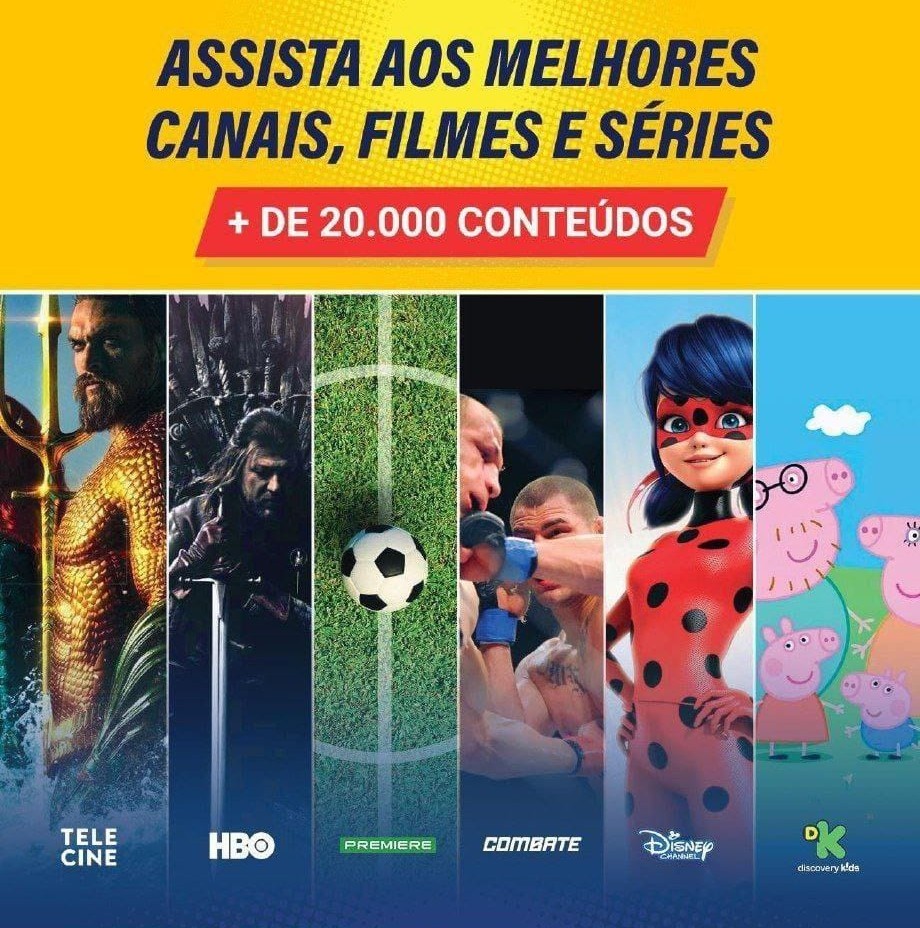 ASSISTA AOS MELHORES
CANAIS, FILMES E SÉRIES
+ DE 20.000 CONTEÚDOS
TELE
CINE
HBO
PREMIERE
COMBATE
Disney
CHANNEL
DK
discovery kids